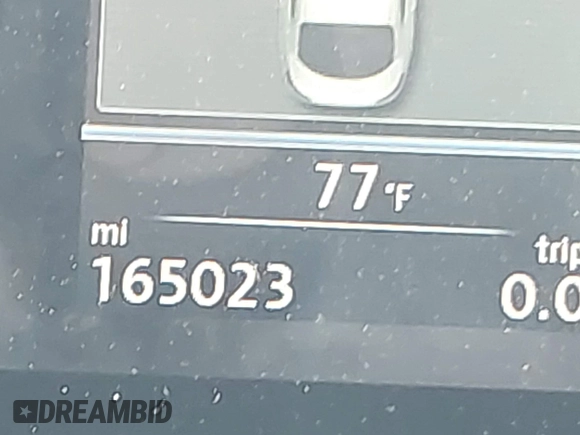 77°F
mi
trip
165023
0.0
DREAMBID